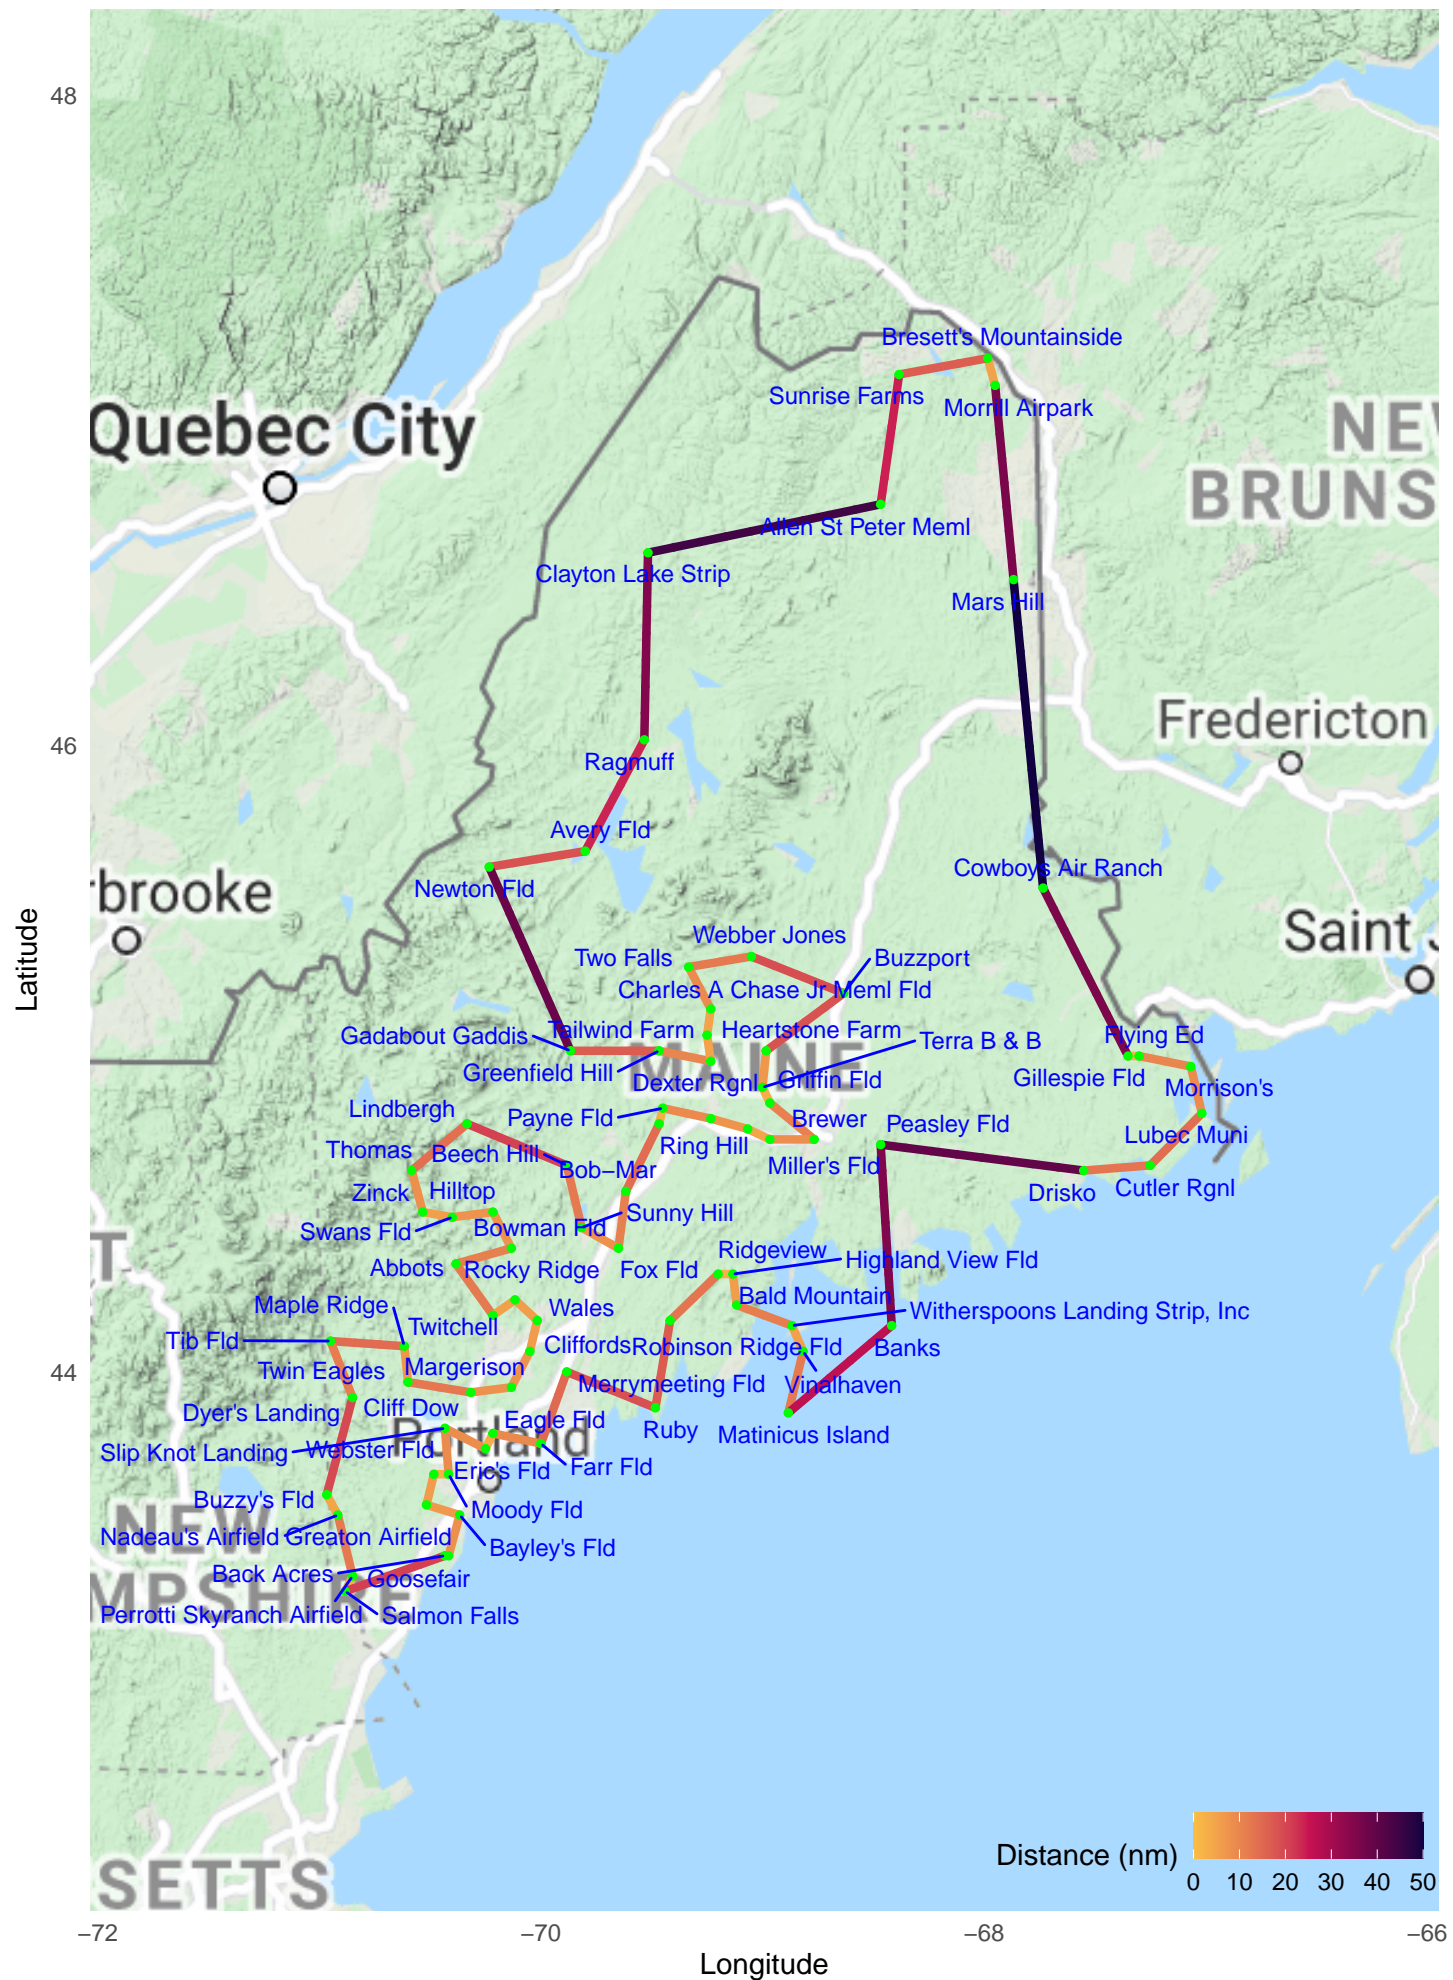 48
Bresett's Mountainside
Sunrise Farms
Morrill Airpark
Quebec City
NEW
BRUNS
Allen St Peter Meml
Clayton Lake Strip
Mars Hill
Fredericton
46
Ragmuff
Avery Fld
Cowboys Air Ranch
rbrooke
Newton Fld
Saint J
Webber Jones
Two Falls
Buzzport
Charles A Chase Jr Meml Fld
Gadabout Gaddis
Tailwind Farm
Heartstone Farm
Terra B & B
Flying Ed
MAINE
Greenfield Hill
Dexter Rgnl
Griffin Fld
Gillespie Fld
Morrison's
Lindbergh
Payne Fld
Brewer
Peasley Fld
Lubec Muni
Thomas
Beech Hill
Ring Hill
Bob−Mar
Miller's Fld
Zinck
Hilltop
Drisko
Cutler Rgnl
Swans Fld
Bowman Fld
Sunny Hill
Ridgeview
Highland View Fld
T
Abbots
Rocky Ridge
Fox Fld
Bald Mountain
Maple Ridge
Wales
Witherspoons Landing Strip, Inc
Twitchell
Tib Fld
Cliffords
Robinson Ridge Fld
Banks
Twin Eagles
Margerison
44
Merrymeeting Fld
Vinalhaven
Dyer's Landing
Cliff Dow
Eagle Fld
Ruby
Matinicus Island
Portland
Slip Knot Landing
Webster Fld
Farr Fld
Eric's Fld
Buzzy's Fld
Moody Fld
NEW
Nadeau's Airfield
Greaton Airfield
Bayley's Fld
Back Acres
Goosefair
MPSHIRE
Perrotti Skyranch Airfield
Salmon Falls
SETTS
Distance (nm)
0 10 20 30 40 50
−72 −70 −68 −66
Longitude
Latitude